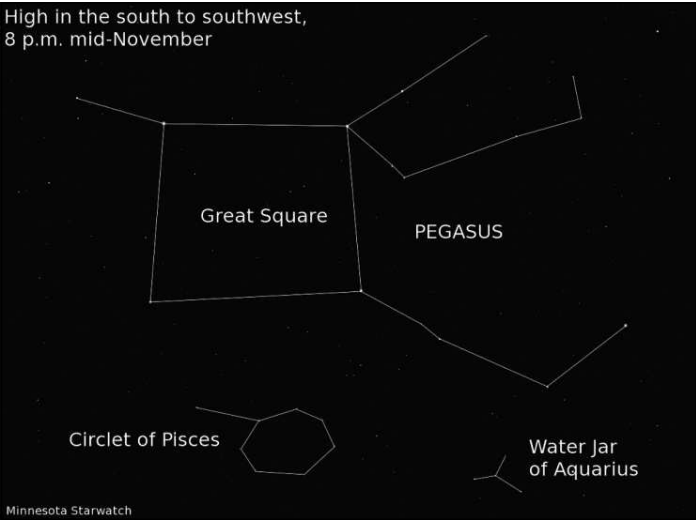 High in the south to southwest,
8 p.m. mid-November
Great Square
PEGASUS
Circlet of Pisces
Water Jar
of Aquarius
Minnesota Starwatch